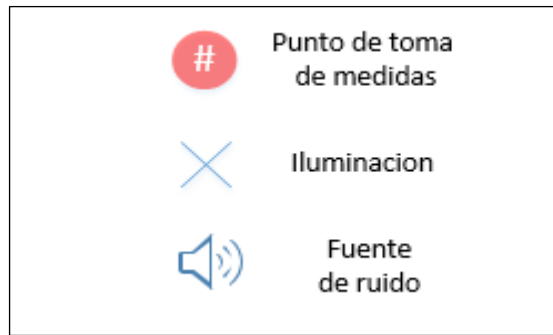 #
Punto de toma
de medidas
Iluminacion
Fuente
de ruido